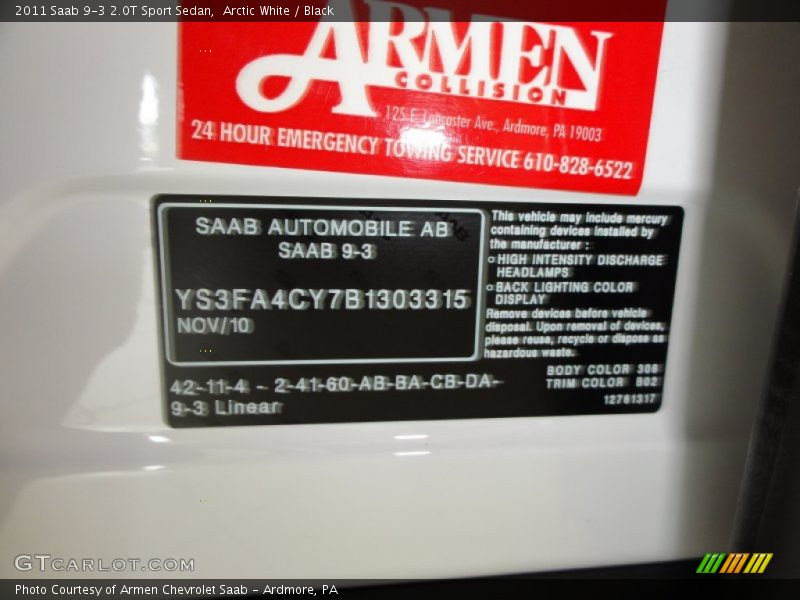 2011 Saab 9-3 2.0T Sport Sedan,  Arctic White / Black
ARMEN
COLLISION
125 E Lancaster Ave., Ardmore, PA 19003
24 HOUR EMERGENCY TOWING SERVICE 610-828-6522
SAAB AUTOMOBILE AB
SAAB 9-3
YS3FA4CY7B1303315
NOV/10
This vehicle may include mercury
containing devices installed by
the manufacturer :
o HIGH INTENSITY DISCHARGE
HEADLAMPS
o BACK LIGHTING COLOR
DISPLAY
Remove devices before vehicle
disposal. Upon removal of devices,
please reuse, recycle or dispose as
hazardous waste.
42-11-4 - 2-41-60-AB-BA-CB-DA-
9-3 Linear
BODY COLOR 308
TRIM COLOR B02
12781317
GTCARLOT.COM
Photo Courtesy of Armen Chevrolet Saab - Ardmore, PA